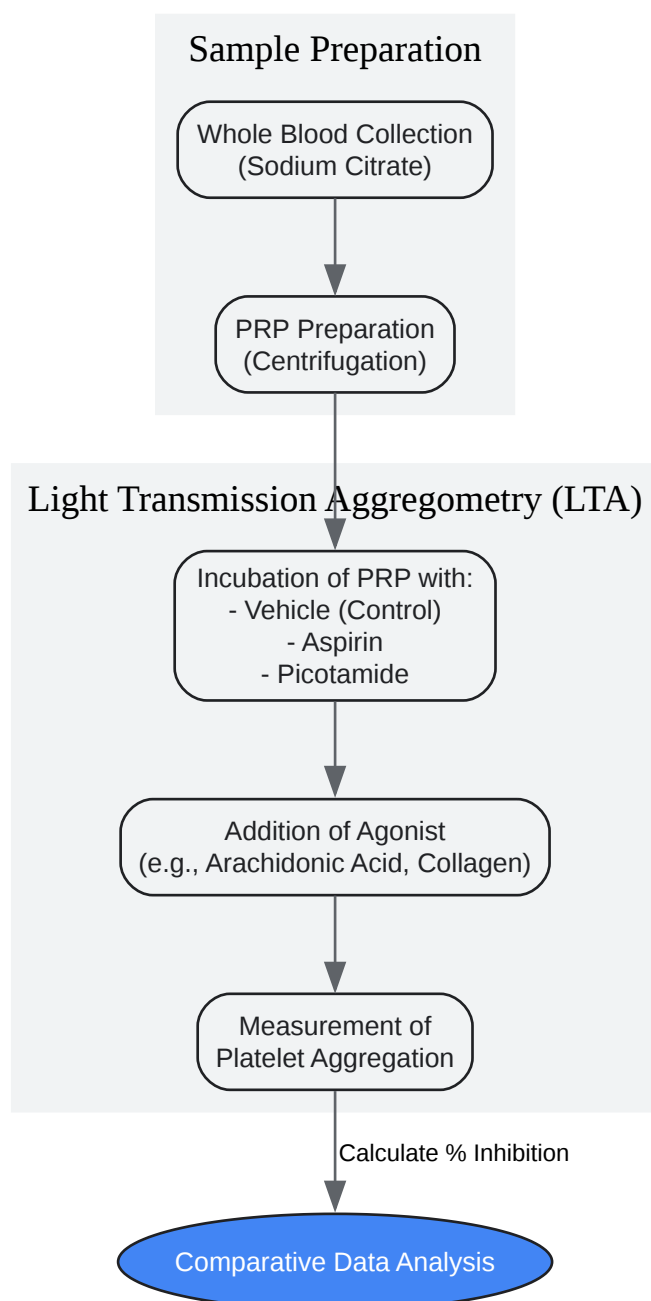 Sample Preparation
Whole Blood Collection
(Sodium Citrate)
PRP Preparation
(Centrifugation)
Light Transmission Aggregometry (LTA)
Incubation of PRP with:
- Vehicle (Control)
- Aspirin
- Picotamide
Addition of Agonist
(e.g., Arachidonic Acid, Collagen)
Measurement of
Platelet Aggregation
Calculate % Inhibition
Comparative Data Analysis